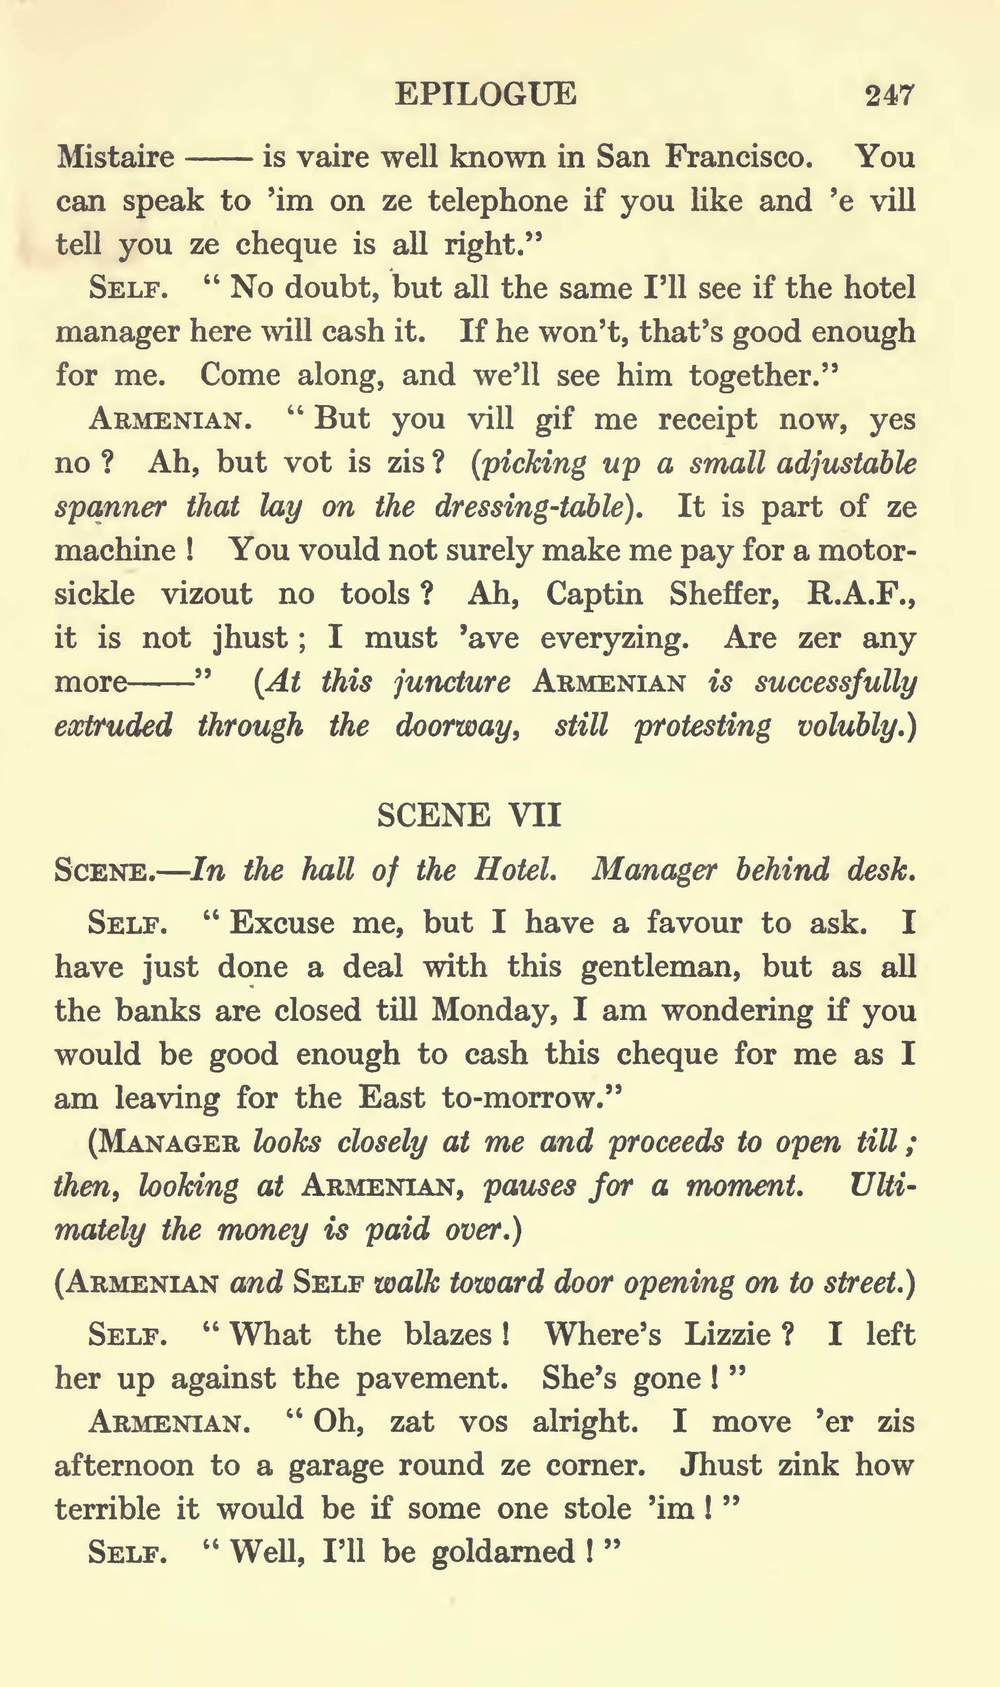 EPILOGUE 247
Mistaire —— is vaire well known in San Francisco. You
can speak to ’im on ze telephone if you like and ’e vill
tell you ze cheque is all right.”
SELF. “ No doubt, but all the same I’ll see if the hotel
manager here will cash it. If he won’t, that’s good enough
for me. Come along, and we’ll see him together.”
ARMENIAN. “ But you vill gif me receipt now, yes
no ? Ah, but vot is zis ? (picking up a small adjustable
spanner that lay on the dressing-table). It is part of ze
machine ! You vould not surely make me pay for a motor-
sickle vizout no tools ? Ah, Captin Sheffer, R.A.F.,
it is not jhust ; I must ’ave everyzing. Are zer any
more——” (At this juncture ARMENIAN is successfully
extruded through the doorway, still protesting volubly.)
SCENE VII
SCENE.—In the hall of the Hotel. Manager behind desk.
SELF. “ Excuse me, but I have a favour to ask. I
have just done a deal with this gentleman, but as all
the banks are closed till Monday, I am wondering if you
would be good enough to cash this cheque for me as I
am leaving for the East to-morrow.”
(MANAGER looks closely at me and proceeds to open till ;
then, looking at ARMENIAN, pauses for a moment. Ulti-
mately the money is paid over.)
(ARMENIAN and SELF walk toward door opening on to street.)
SELF. “ What the blazes ! Where’s Lizzie ? I left
her up against the pavement. She’s gone ! ”
ARMENIAN. “ Oh, zat vos alright. I move ’er zis
afternoon to a garage round ze corner. Jhust zink how
terrible it would be if some one stole ’im ! ”
SELF. “ Well, I’ll be goldarned ! ”